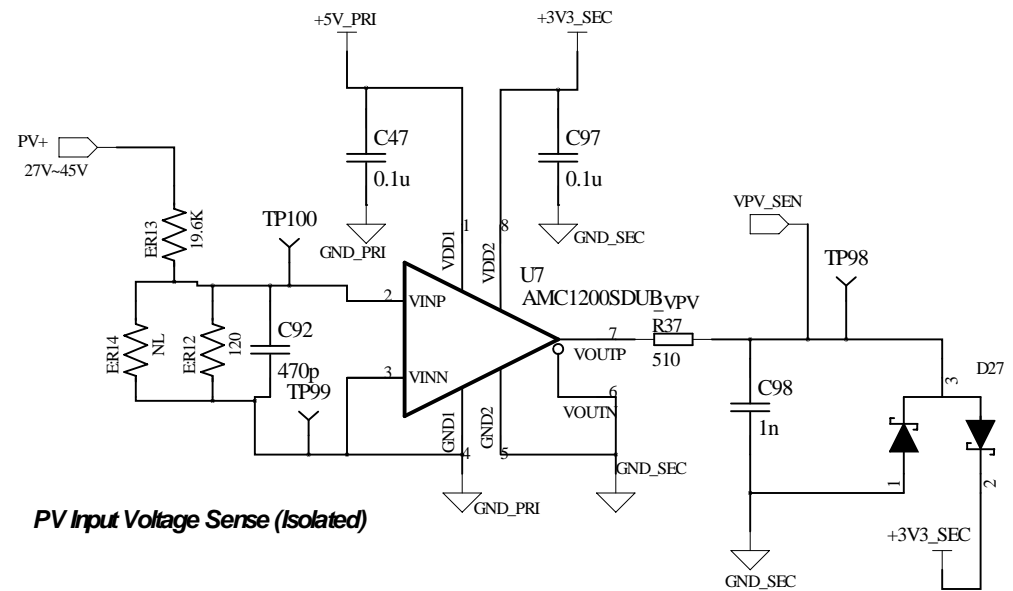 +5V_PRI
+3V3_SEC
C47
0.1u
C97
0.1u
PV+
27V~45V
ER13
19.6K
TP100
GND_PRI
1
VDD1
8
VDD2
GND_SEC
VPV_SEN
TP98
U7
AMC1200SDUB_VPV
2
VINP
R37
510
7
VOUTP
ER14
NL
ER12
120
C92
470p
TP99
3
VINN
6
VOUTN
C98
1n
3
D27
GND1
4
GND2
5
GND_SEC
1
2
GND_PRI
PV Input Voltage Sense (Isolated)
+3V3_SEC
GND_SEC